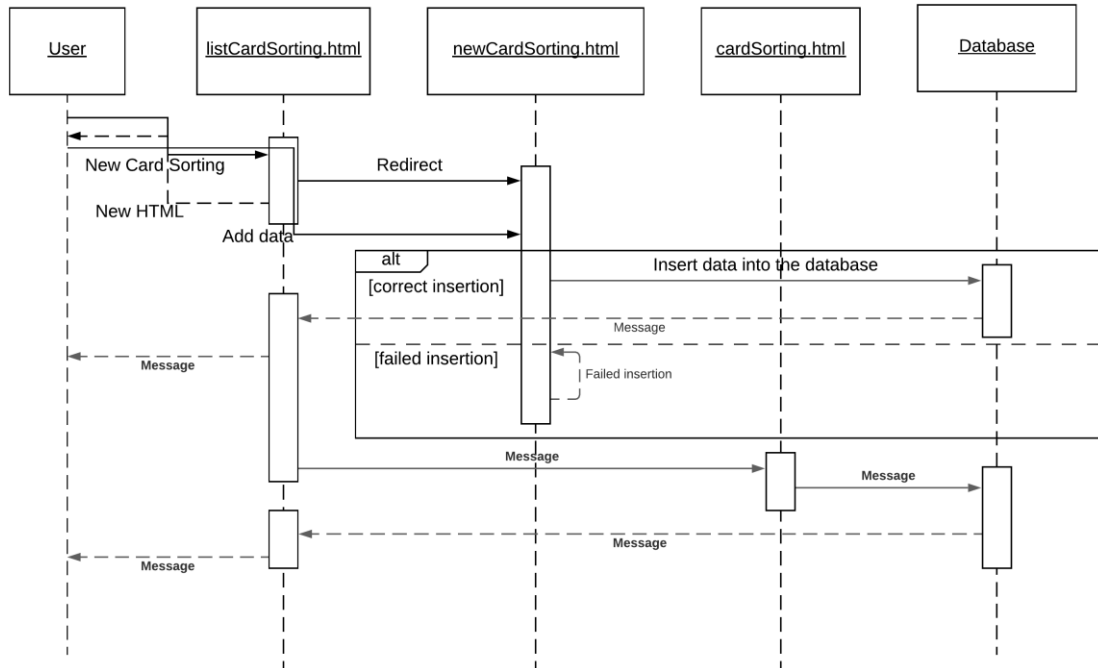 User
listCardSorting.html
newCardSorting.html
cardSorting.html
Database
New Card Sorting
Redirect
New HTML
Add data
alt
Insert data into the database
[correct insertion]
Message
[failed insertion]
Message
Failed insertion
Message
Message
Message
Message